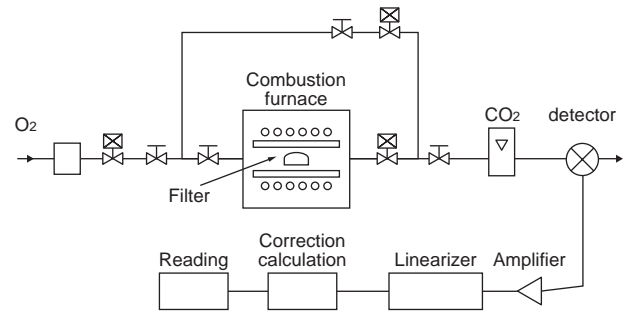 Combustion
furnace
O2
CO2
detector
Filter
Reading
Correction
calculation
Linearizer
Amplifier